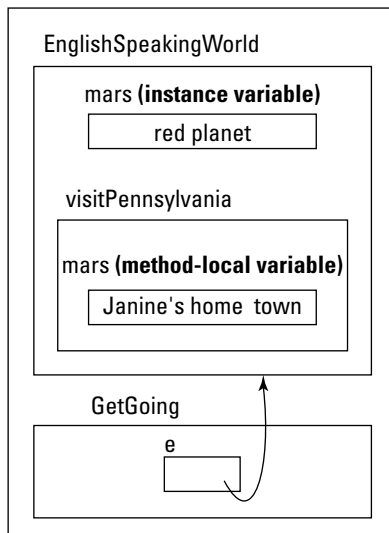 EnglishSpeakingWorld
mars (instance variable)
red planet
visitPennsylvania
mars (method-local variable)
Janine's home town
GetGoing
e